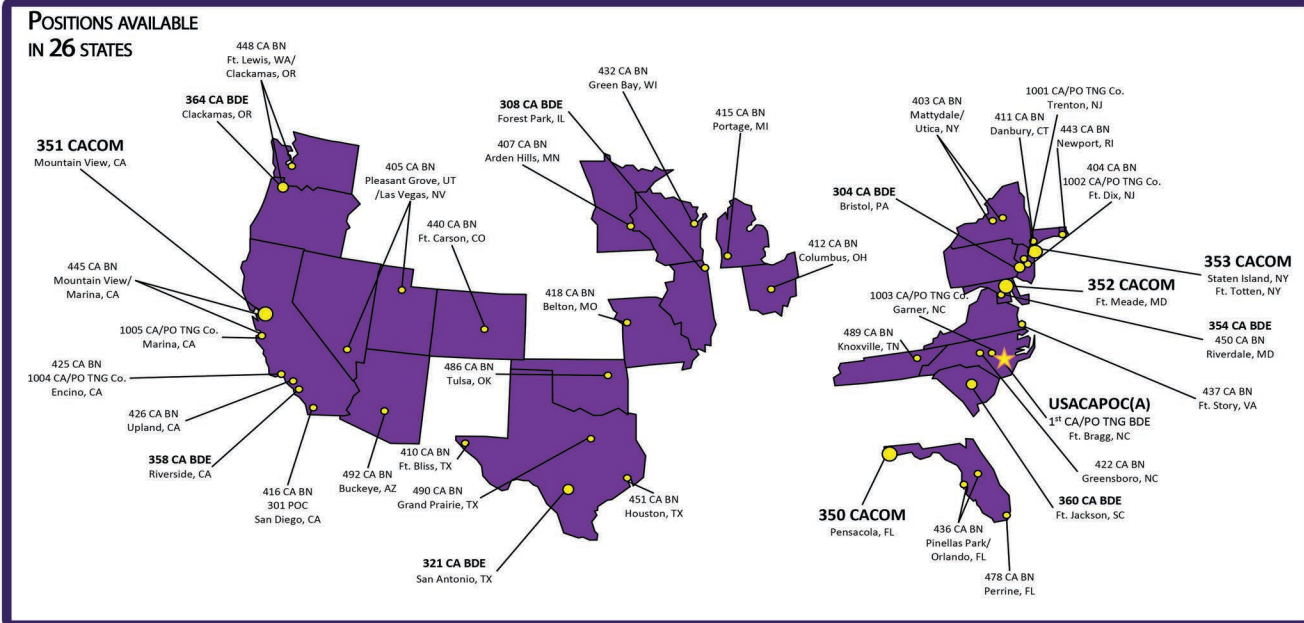 POSITIONS AVAILABLE
IN 26 STATES
448 CA BN
Ft. Lewis, WA/
Clackamas, OR
364 CA BDE
Clackamas, OR
351 CACOM
Mountain View, CA
405 CA BN
Pleasant Grove, UT
/Las Vegas, NV
440 CA BN
Ft. Carson, CO
445 CA BN
Mountain View/
Marina, CA
1005 CA/PO TNG Co.
Marina, CA
425 CA BN
1004 CA/PO TNG Co.
Encino, CA
426 CA BN
Upland, CA
358 CA BDE
Riverside, CA
416 CA BN
301 POC
San Diego, CA
492 CA BN
Buckeye, AZ
432 CA BN
Green Bay, WI
308 CA BDE
Forest Park, IL
407 CA BN
Arden Hills, MN
415 CA BN
Portage, MI
412 CA BN
Columbus, OH
418 CA BN
Belton, MO
486 CA BN
Tulsa, OK
410 CA BN
Ft. Bliss, TX
490 CA BN
Grand Prairie, TX
451 CA BN
Houston, TX
321 CA BDE
San Antonio, TX
1001 CA/PO TNG Co.
Trenton, NJ
403 CA BN
Mattydale/
Utica, NY
411 CA BN
Danbury, CT
443 CA BN
Newport, RI
404 CA BN
1002 CA/PO TNG Co.
Ft. Dix, NJ
304 CA BDE
Bristol, PA
353 CACOM
Staten Island, NY
Ft. Totten, NY
352 CACOM
Ft. Meade, MD
1003 CA/PO TNG Co.
Garner, NC
354 CA BDE
450 CA BN
Riverdale, MD
489 CA BN
Knoxville, TN
437 CA BN
Ft. Story, VA
USACAPOC(A)
1st CA/PO TNG BDE
Ft. Bragg, NC
422 CA BN
Greensboro, NC
360 CA BDE
Ft. Jackson, SC
350 CACOM
Pensacola, FL
436 CA BN
Pinellas Park/
Orlando, FL
478 CA BN
Perrine, FL